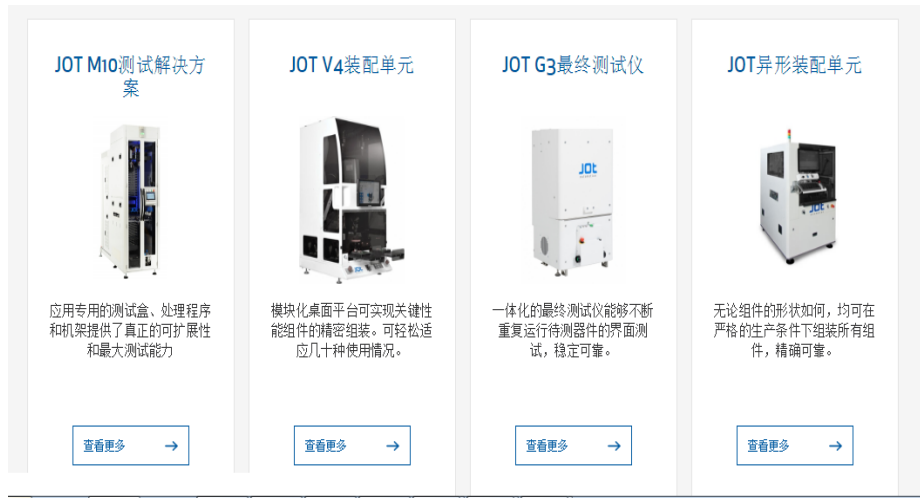 JOT M10测试解决方
案
应用专用的测试盒、处理程序
和机架提供了真正的可扩展性
和最大测试能力
查看更多 →
JOT V4装配单元
JOT
模块化桌面平台可实现关键性
能组件的精密组装。可轻松适
应几十种使用情况。
查看更多 →
JOT G3最终测试仪
JOt
一体化的最终测试仪能够不断
重复运行待测器件的界面测
试，稳定可靠。
查看更多 →
JOT异形装配单元
JOt
无论组件的形状如何，均可在
严格的生产条件下组装所有组
件，精确可靠。
查看更多 →